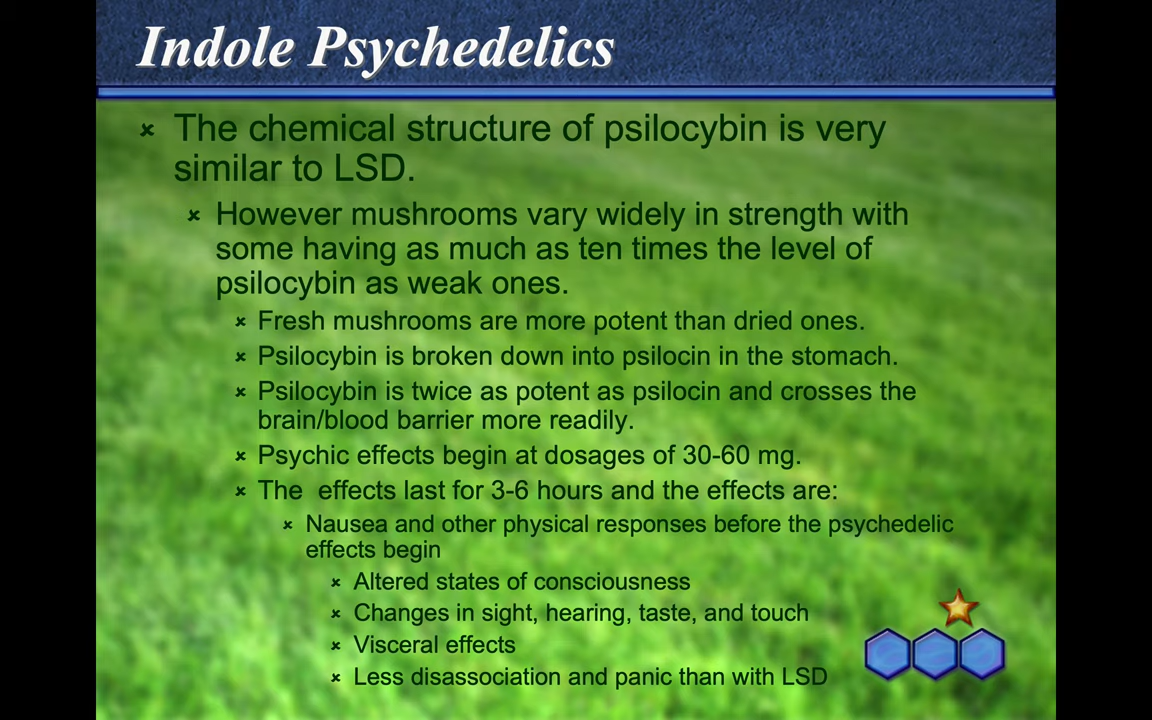 Indole Psychedelics
The chemical structure of psilocybin is very
similar to LSD.
However mushrooms vary widely in strength with
some having as much as ten times the level of
psilocybin as weak ones.
Fresh mushrooms are more potent than dried ones.
Psilocybin is broken down into psilocin in the stomach.
Psilocybin is twice as potent as psilocin and crosses the
brain/blood barrier more readily.
Psychic effects begin at dosages of 30-60 mg.
The  effects last for 3-6 hours and the effects are:
Nausea and other physical responses before the psychedelic
effects begin
Altered states of consciousness
Changes in sight, hearing, taste, and touch
Visceral effects
Less disassociation and panic than with LSD